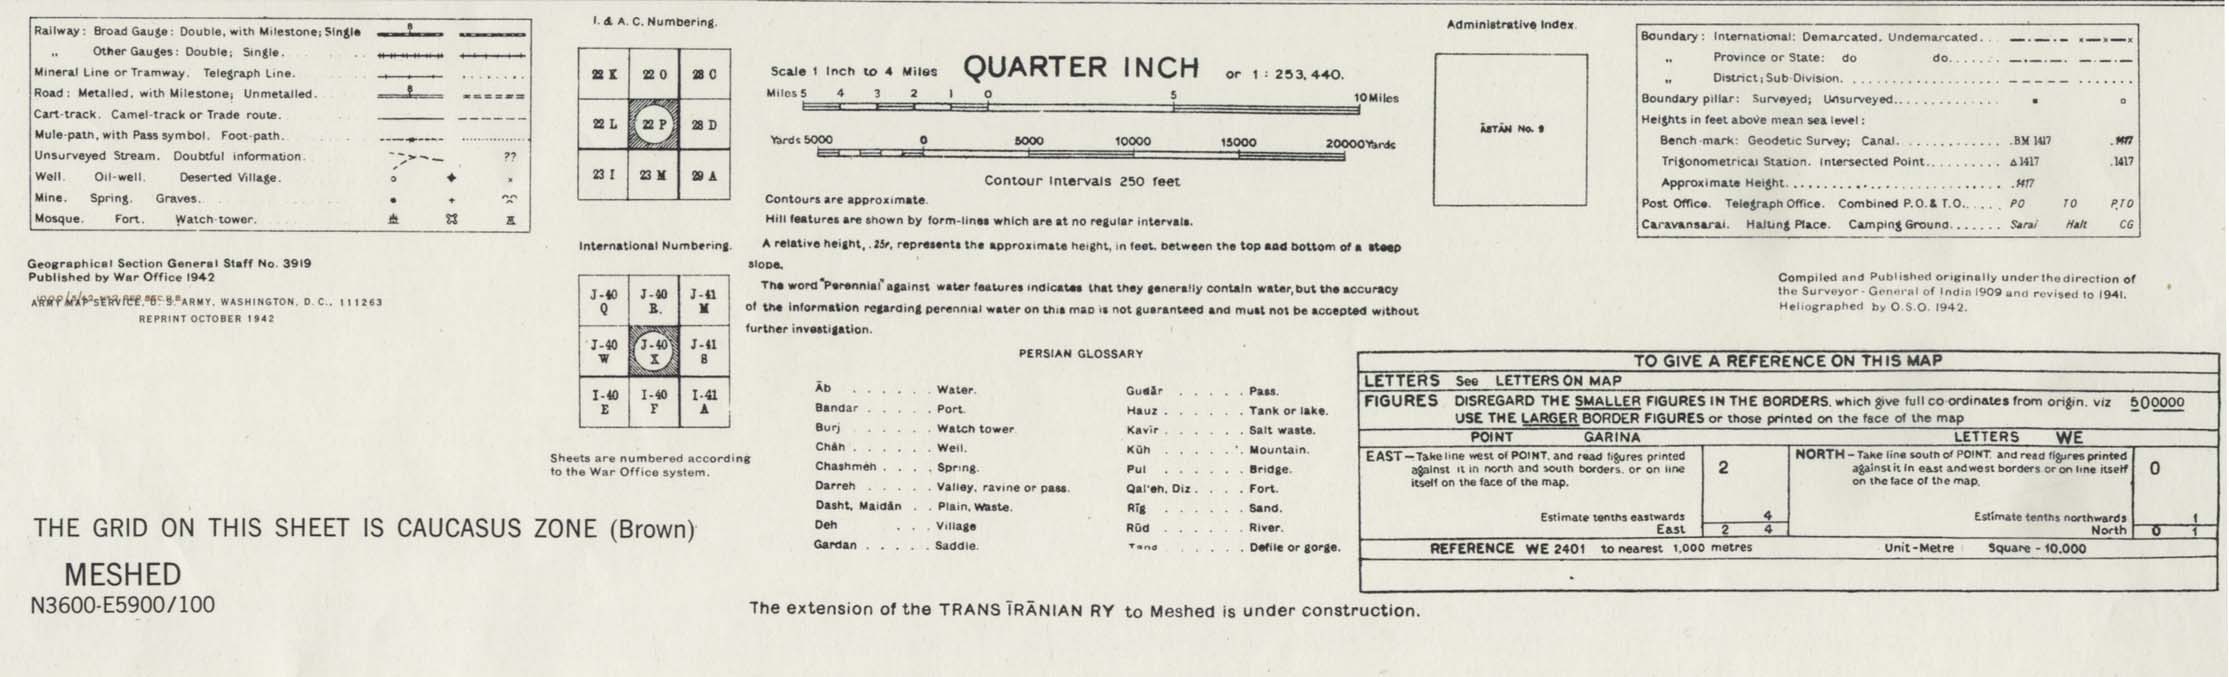 Railway: Broad Gauge: Double, with Milestone; Single 8
„ Other Gauges: Double; Single.
Mineral Line or Tramway. Telegraph Line.
Road: Metalled, with Milestone; Unmetalled. 8
Cart-track. Camel-track or Trade route.
Mule-path, with Pass symbol. Foot-path.
Unsurveyed Stream. Doubtful information. ??
Well. Oil-well. Deserted Village.
Mine. Spring. Graves.
Mosque. Fort. Watch-tower.
Geographical Section General Staff No. 3919
Published by War Office 1942
ARMY MAP SERVICE, U. S. ARMY, WASHINGTON, D. C., 111263
REPRINT OCTOBER 1942
THE GRID ON THIS SHEET IS CAUCASUS ZONE (Brown)
MESHED
N3600-E5900/100
I. & A. C. Numbering.
22 K 22 O 28 C
22 L 22 P 28 D
23 I 23 M 29 A
International Numbering.
J-40 J-40 J-41
Q R. M
J-40 J-40 J-41
W X S
I-40 I-40 I-41
E F A
Sheets are numbered according
to the War Office system.
Scale 1 Inch to 4 Miles QUARTER INCH or 1 : 253,440.
Miles 5 4 3 2 1 0 5 10 Miles
Yards 5000 0 5000 10000 15000 20000 Yards
Contour Intervals 250 feet
Contours are approximate.
Hill features are shown by form-lines which are at no regular intervals.
A relative height, .25r, represents the approximate height, in feet, between the top and bottom of a steep
slope.
The word "Perennial" against water features indicates that they generally contain water, but the accuracy
of the information regarding perennial water on this map is not guaranteed and must not be accepted without
further investigation.
PERSIAN GLOSSARY
Āb . . . . . . Water.
Bandar . . . . . Port.
Burj . . . . . . Watch tower.
Chāh . . . . . . Well.
Chashmeh . . . . Spring.
Darreh . . . . . Valley, ravine or pass.
Dasht, Maidān . . Plain, Waste.
Deh . . . Village
Gardan . . . . . Saddle.
Gudār . . . . . Pass.
Hauz . . . . . . Tank or lake.
Kavīr . . . . . . Salt waste.
Kūh . . . . . . Mountain.
Pul . . . . . . Bridge.
Qal'eh, Diz . . . . Fort.
Rīg . . . . . . Sand.
Rūd . . . . . . River.
Tang . . . . . . Defile or gorge.
The extension of the TRANS ĪRĀNIAN RY to Meshed is under construction.
Administrative Index.
ĀSTĀN No. 9
Boundary: International: Demarcated. Undemarcated. . .
„ Province or State: do do. . . . . .
„ District; Sub-Division. . . . . . . . . . . . .
Boundary pillar: Surveyed; Unsurveyed. . . . . . . . . . . .
Heights in feet above mean sea level:
Bench-mark: Geodetic Survey; Canal. . . . . . . . . . . . . .BM 1417 .1417
Trigonometrical Station. Intersected Point. . . . . . . . . . △1417 .1417
Approximate Height. . . . . . . . . . . . . . . . . . .1417
Post Office. Telegraph Office. Combined P.O. & T.O. . . . . . PO TO PTO
Caravansarai. Halting Place. Camping Ground. . . . . . . Sarai Halt CG
Compiled and Published originally under the direction of
the Surveyor-General of India 1909 and revised to 1941.
Heliographed by O.S.O. 1942.
TO GIVE A REFERENCE ON THIS MAP
LETTERS See LETTERS ON MAP
FIGURES DISREGARD THE SMALLER FIGURES IN THE BORDERS, which give full co-ordinates from origin. viz 500000
USE THE LARGER BORDER FIGURES or those printed on the face of the map
POINT GARINA LETTERS WE
EAST—Take line west of POINT, and read figures printed
against it in north and south borders, or on line
itself on the face of the map. 2
Estimate tenths eastwards 4
East 2 4
NORTH—Take line south of POINT, and read figures printed
against it in east and west borders or on line itself
on the face of the map. 0
Estimate tenths northwards 1
North 0 1
REFERENCE WE 2401 to nearest 1,000 metres Unit-Metre Square - 10,000